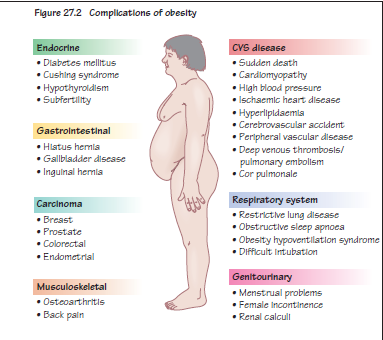 Figure 27.2 Complications of obesity
Endocrine
• Diabetes mellitus
• Cushing syndrome
• Hypothyroidism
• Subfertility
Gastrointestinal
• Hiatus hernia
• Gallbladder disease
• Inguinal hernia
Carcinoma
• Breast
• Prostate
• Colorectal
• Endometrial
Musculoskeletal
• Osteoarthritis
• Back pain
CVS disease
• Sudden death
• Cardiomyopathy
• High blood pressure
• Ischaemic heart disease
• Hyperlipidaemia
• Cerebrovascular accident
• Peripheral vascular disease
• Deep venous thrombosis/
pulmonary embolism
• Cor pulmonale
Respiratory system
• Restrictive lung disease
• Obstructive sleep apnoea
• Obesity hypoventilation syndrome
• Difficult intubation
Genitourinary
• Menstrual problems
• Female incontinence
• Renal calculi